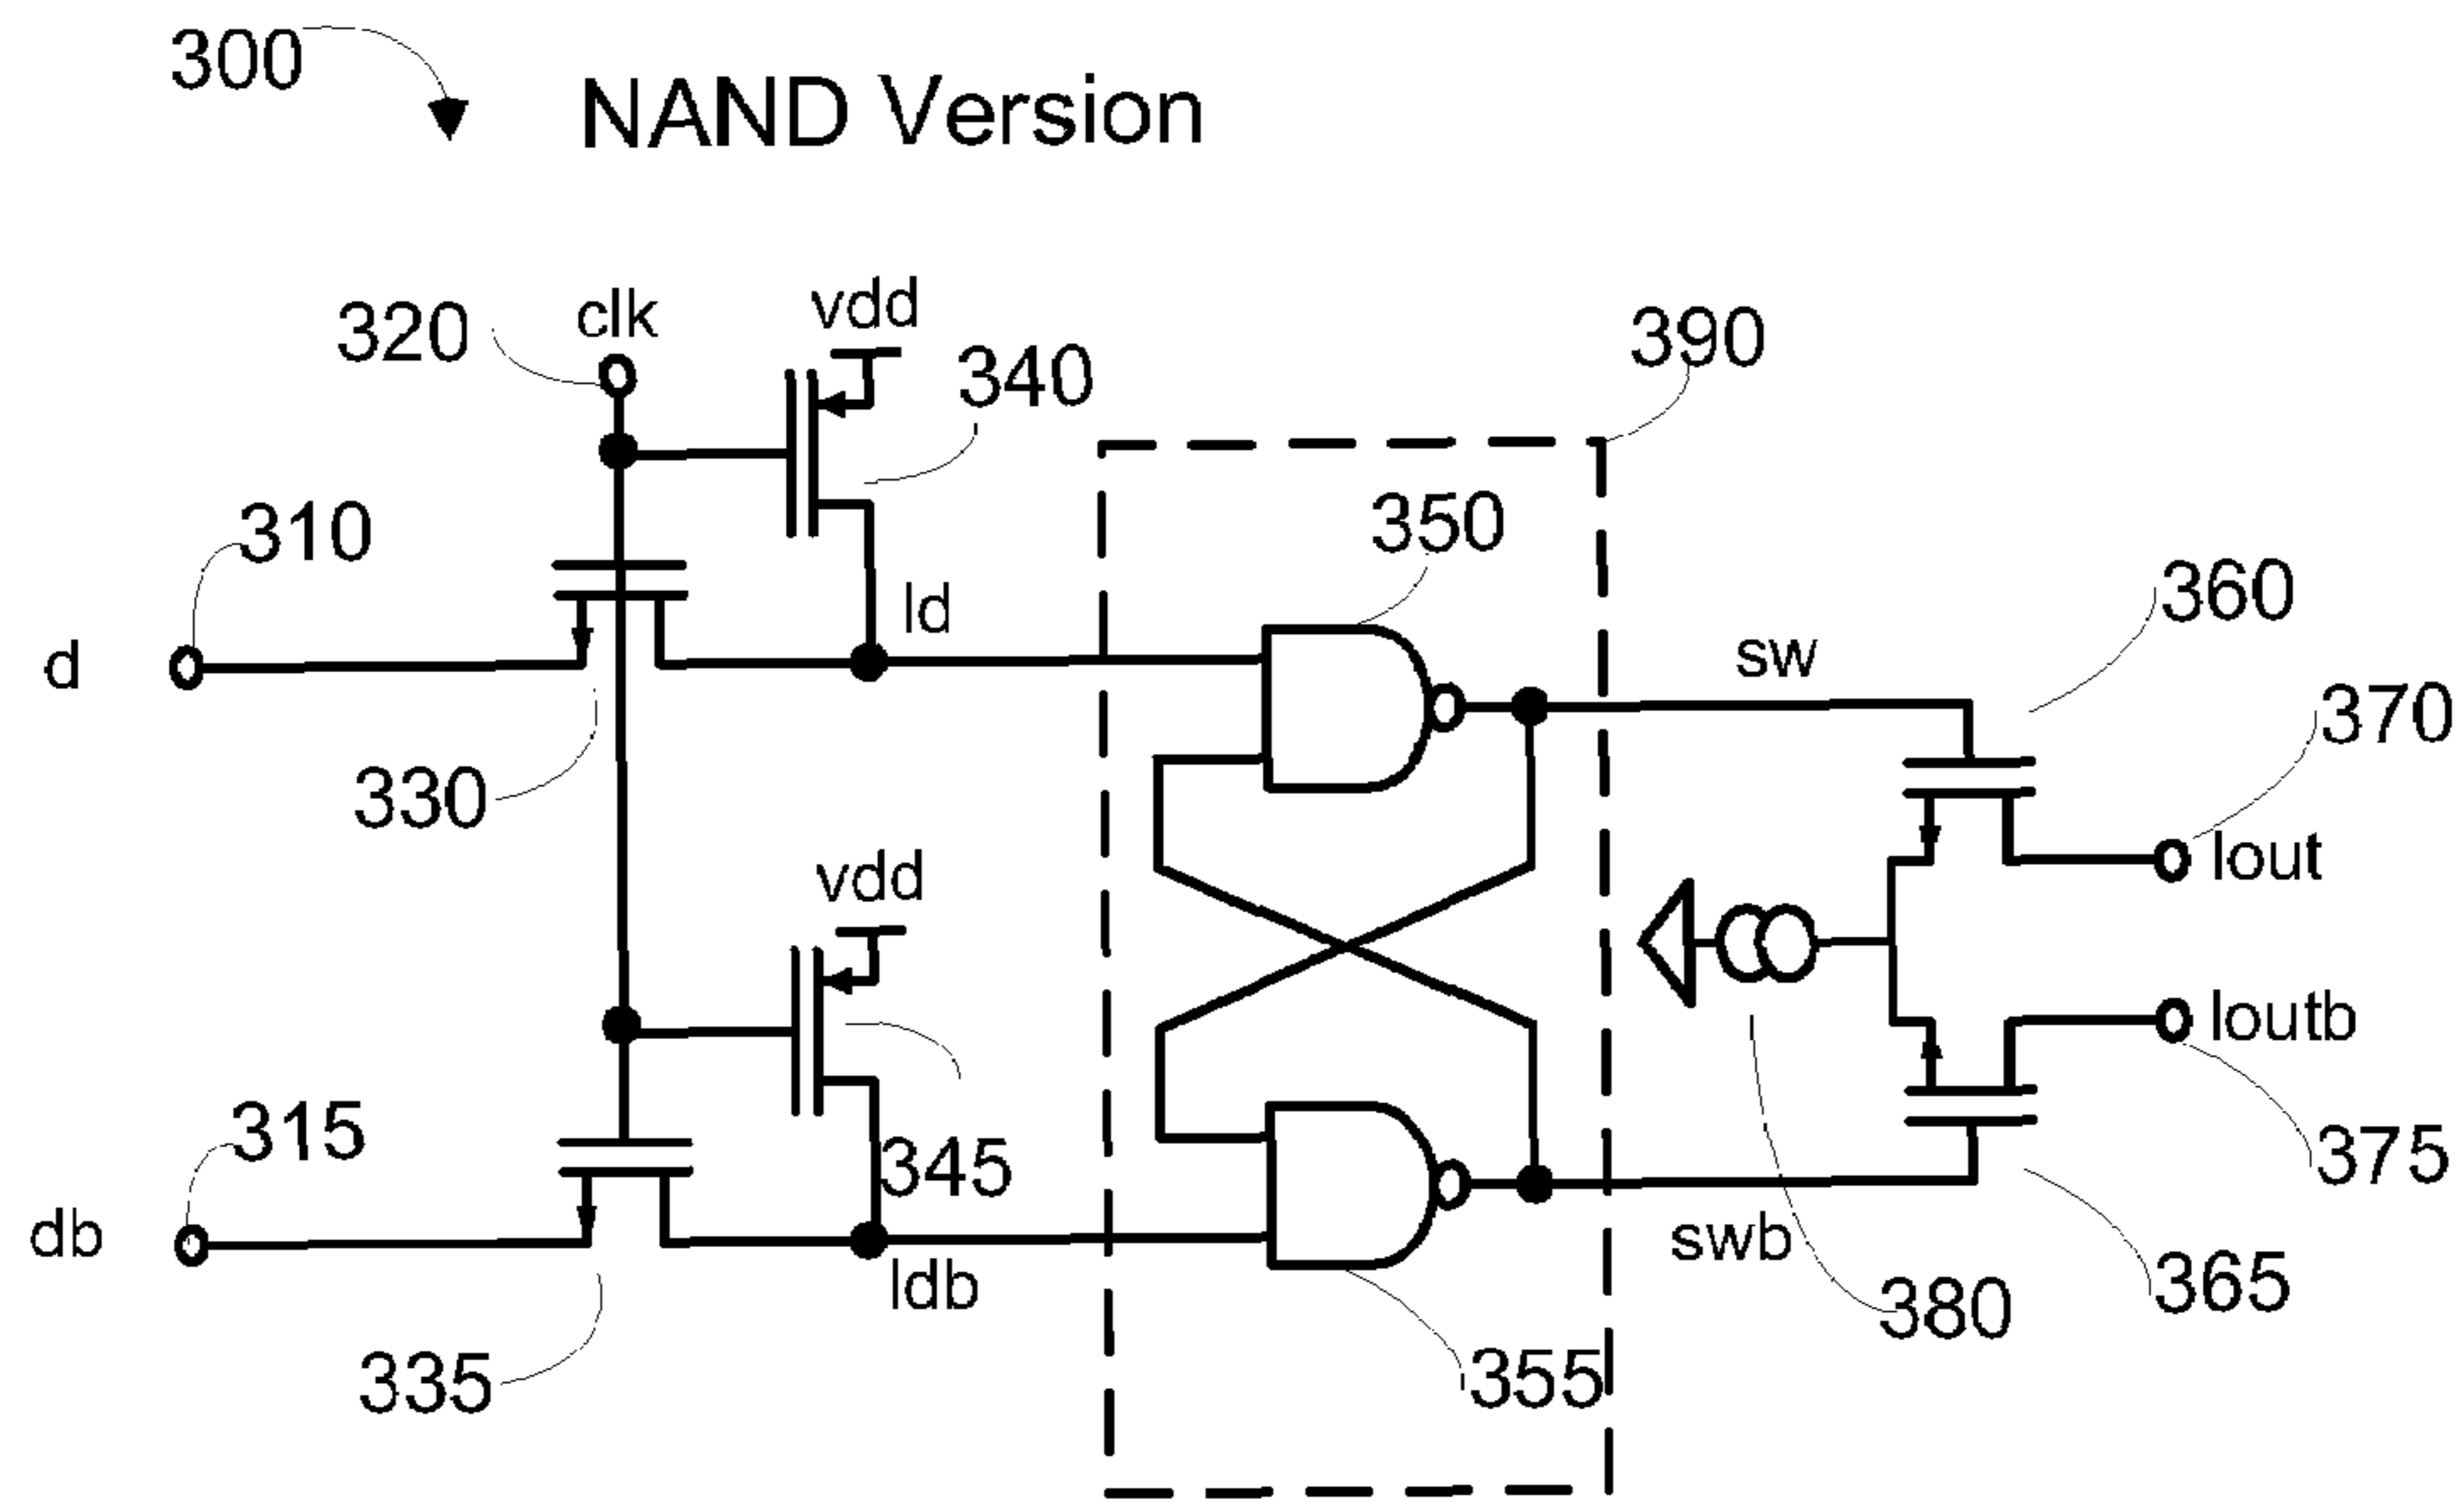 300
NAND Version
320
clk
vdd
340
390
310
350
ld
360
d
sw
370
330
vdd
Iout
315
345
Ioutb
375
db
ldb
swb
380
365
335
355